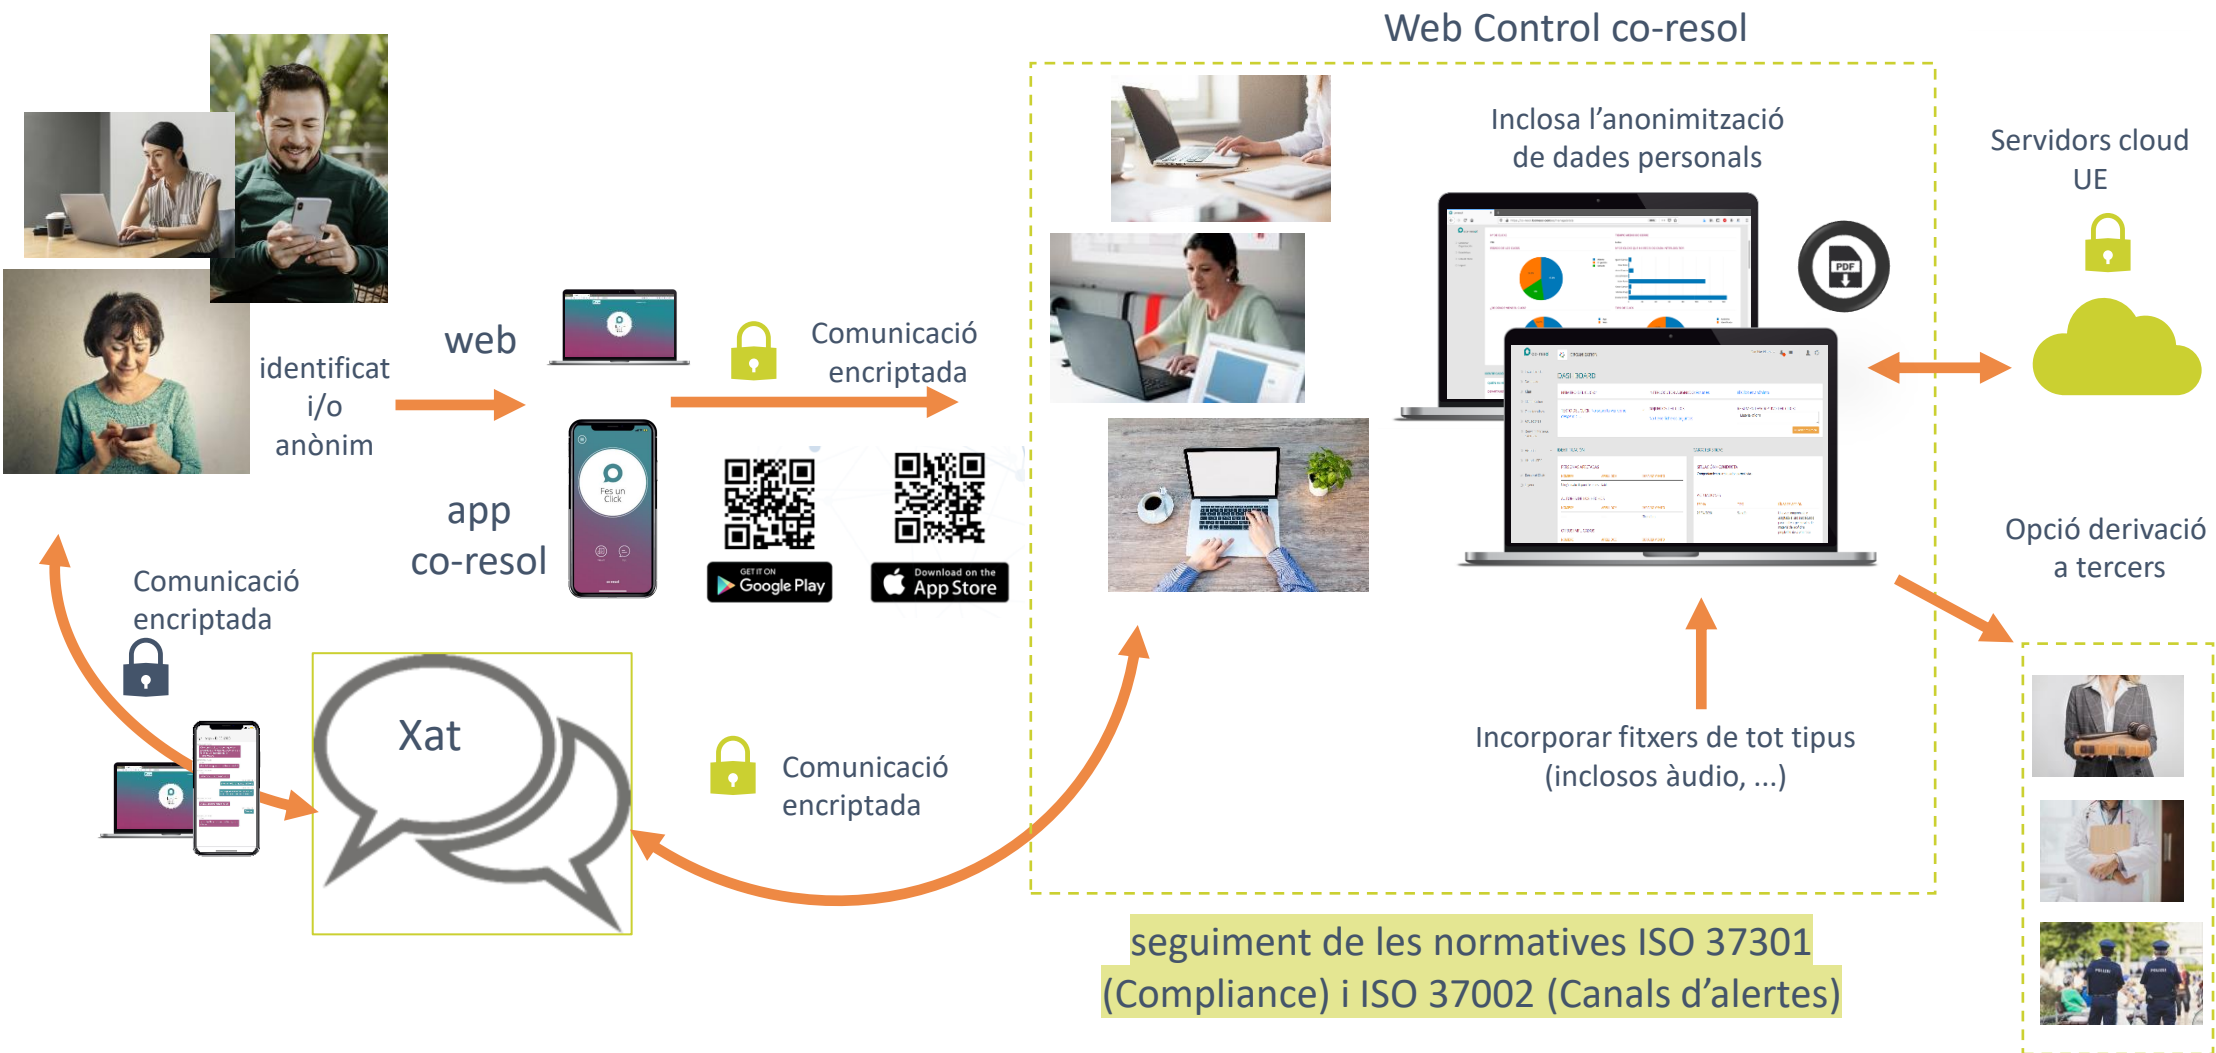 Web Control co-resol
Inclosa l’anonimització
de dades personals
Servidors cloud
UE
PDF
identificat
i/o
anònim
web
Comunicació
encriptada
app
co-resol
Fes un
Click
GET IT ON
Google Play
Download on the
App Store
DASHBOARD
Opció derivació
a tercers
Comunicació
encriptada
Xat
Comunicació
encriptada
Incorporar fitxers de tot tipus
(inclosos àudio, ...)
seguiment de les normatives ISO 37301
(Compliance) i ISO 37002 (Canals d’alertes)